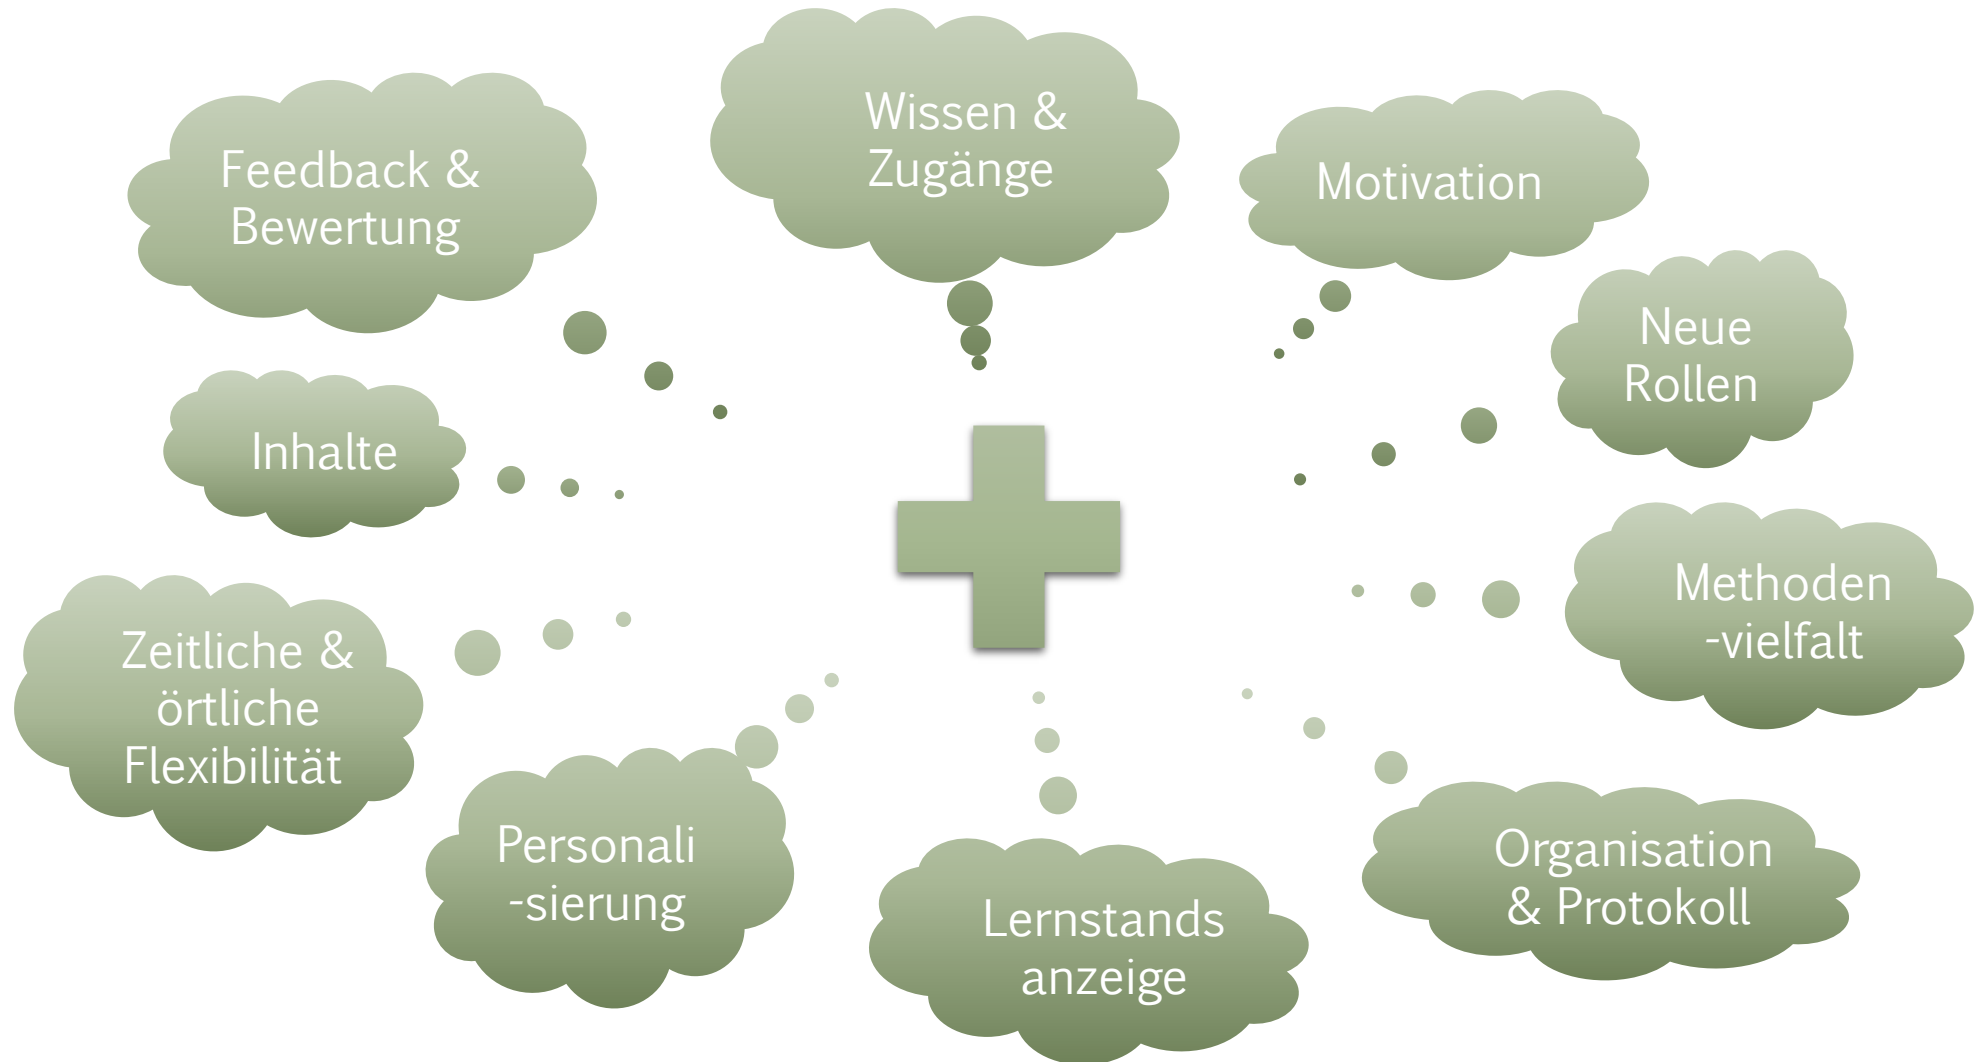 Wissen &
Zugänge
Motivation
Neue
Rollen
Methoden
-vielfalt
Organisation
& Protokoll
Lernstands
anzeige
Personali
-sierung
Zeitliche &
örtliche
Flexibilität
Inhalte
Feedback &
Bewertung